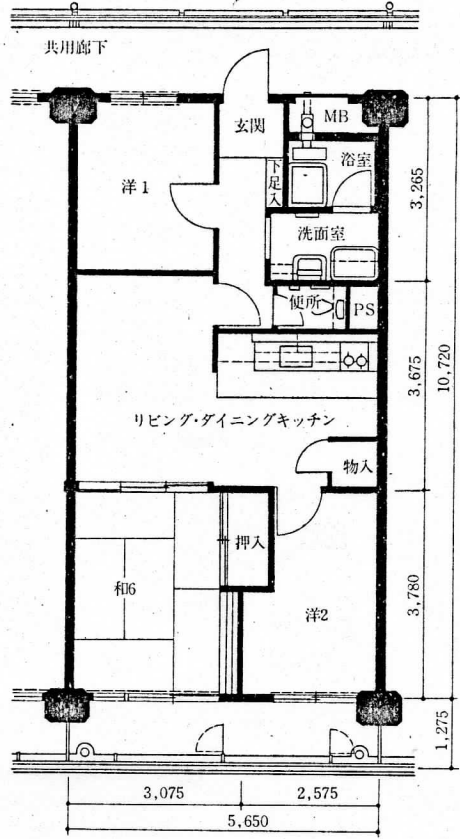 共用廊下
玄関
MB
浴室
下足入
洋1
洗面室
便所
PS
リビング・ダイニングキッチン
物入
押入
和6
洋2
3,265
3,675
10,720
3,780
1,275
3,075
2,575
5,650